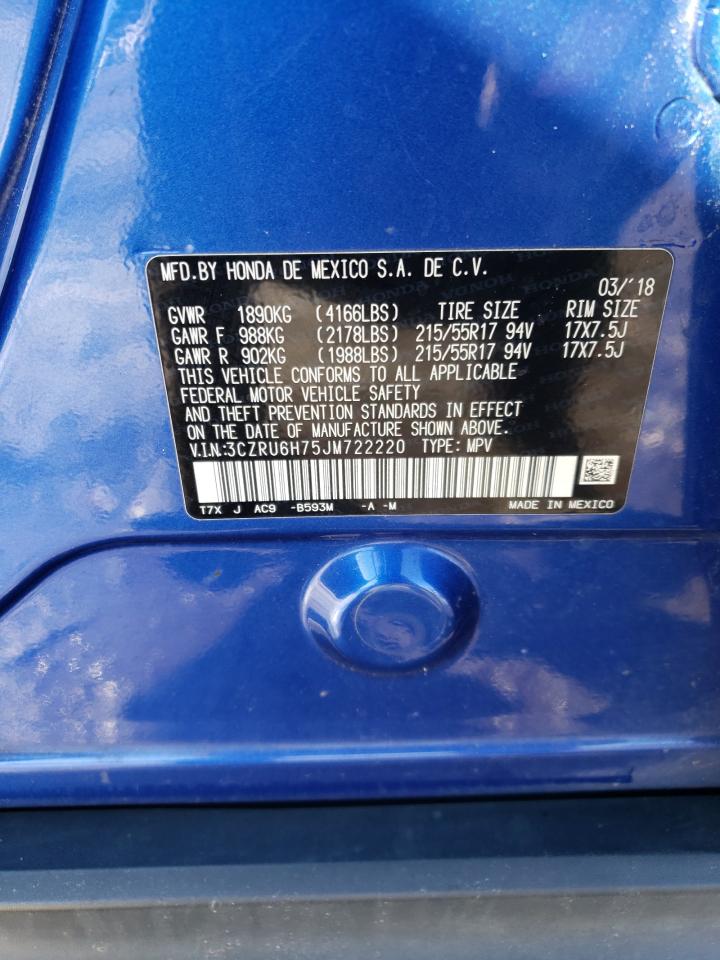 MFD.BY HONDA DE MEXICO S.A. DE C.V.
03/'18
GVWR 1890KG (4166LBS) TIRE SIZE RIM SIZE
GAWR F 988KG (2178LBS) 215/55R17 94V 17X7.5J
GAWR R 902KG (1988LBS) 215/55R17 94V 17X7.5J
THIS VEHICLE CONFORMS TO ALL APPLICABLE
FEDERAL MOTOR VEHICLE SAFETY
AND THEFT PREVENTION STANDARDS IN EFFECT
ON THE DATE OF MANUFACTURE SHOWN ABOVE.
V.I.N:3CZRU6H75JM722220 TYPE: MPV
T7X J AC9 -B593M -A -M MADE IN MEXICO